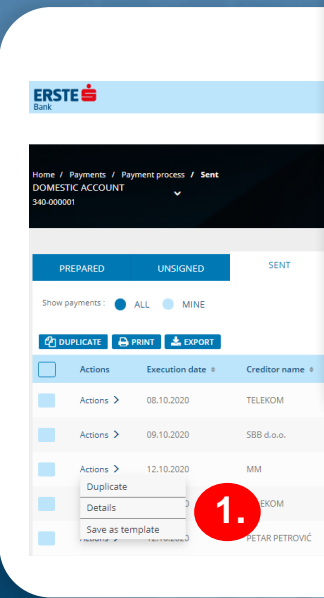 ERSTE
Bank
Home / Payments / Payment process / Sent
DOMESTIC ACCOUNT
340-000001
PREPARED UNSIGNED SENT
Show payments : ALL MINE
DUPLICATE PRINT EXPORT
Actions Execution date Creditor name
Actions 08.10.2020 TELEKOM
Actions 09.10.2020 SBB d.o.o.
Actions 12.10.2020 MM
Duplicate
Details
Save as template
1.
PETAR PETROVIĆ